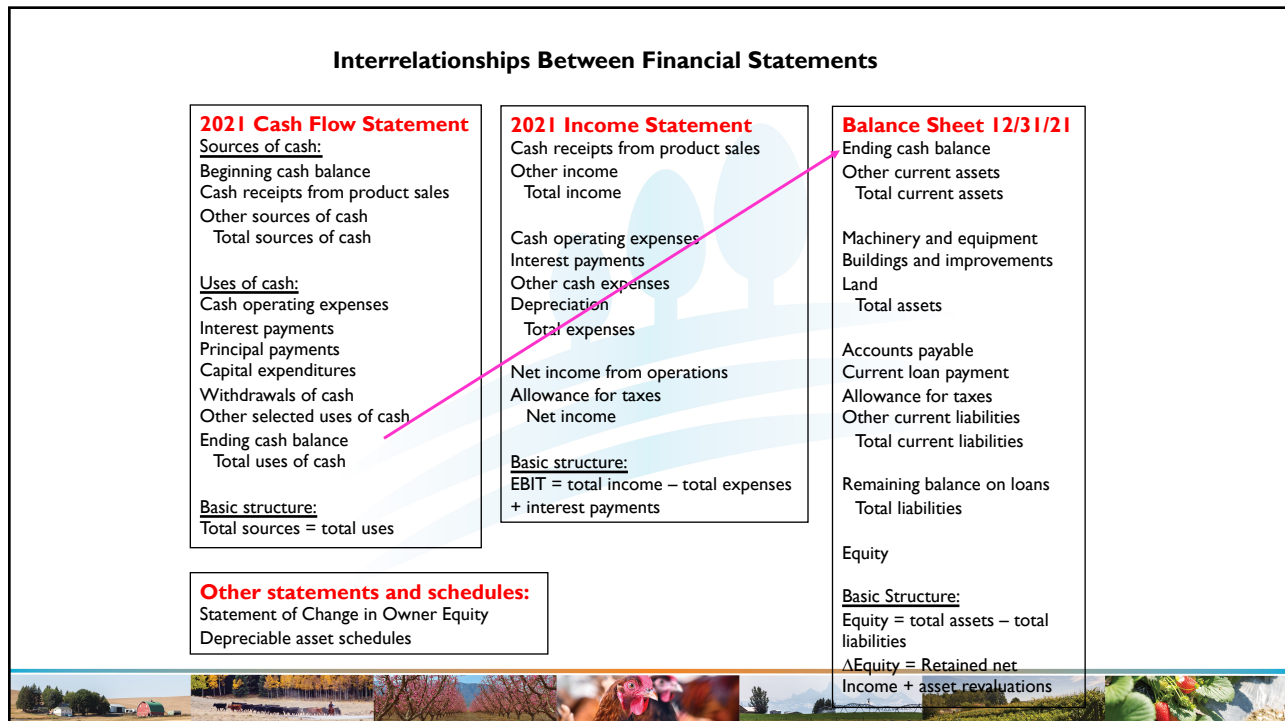 Interrelationships Between Financial Statements
2021 Cash Flow Statement
Sources of cash:
Beginning cash balance
Cash receipts from product sales
Other sources of cash
Total sources of cash
Uses of cash:
Cash operating expenses
Interest payments
Principal payments
Capital expenditures
Withdrawals of cash
Other selected uses of cash
Ending cash balance
Total uses of cash
Basic structure:
Total sources = total uses
2021 Income Statement
Cash receipts from product sales
Other income
Total income
Cash operating expenses
Interest payments
Other cash expenses
Depreciation
Total expenses
Net income from operations
Allowance for taxes
Net income
Basic structure:
EBIT = total income – total expenses
+ interest payments
Balance Sheet 12/31/21
Ending cash balance
Other current assets
Total current assets
Machinery and equipment
Buildings and improvements
Land
Total assets
Accounts payable
Current loan payment
Allowance for taxes
Other current liabilities
Total current liabilities
Remaining balance on loans
Total liabilities
Equity
Basic Structure:
Equity = total assets – total
liabilities
∆Equity = Retained net
Income + asset revaluations
Other statements and schedules:
Statement of Change in Owner Equity
Depreciable asset schedules